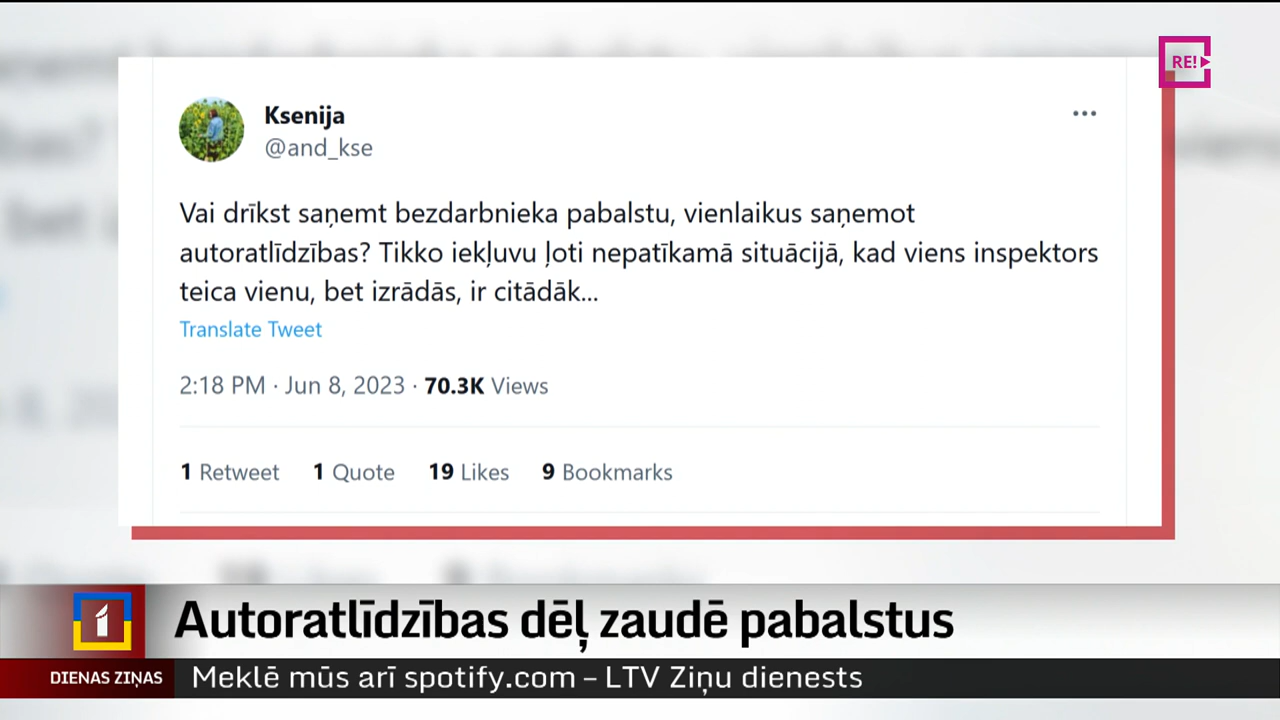 RE!
Ksenija
@and_kse
Vai drīkst saņemt bezdarbnieka pabalstu, vienlaikus saņemot
autoratlīdzības? Tikko iekļuvu ļoti nepatīkamā situācijā, kad viens inspektors
teica vienu, bet izrādās, ir citādāk...
Translate Tweet
2:18 PM · Jun 8, 2023 · 70.3K Views
1 Retweet 1 Quote 19 Likes 9 Bookmarks
1
Autoratlīdzības dēļ zaudē pabalstus
DIENAS ZIŅAS
Meklē mūs arī spotify.com – LTV Ziņu dienests